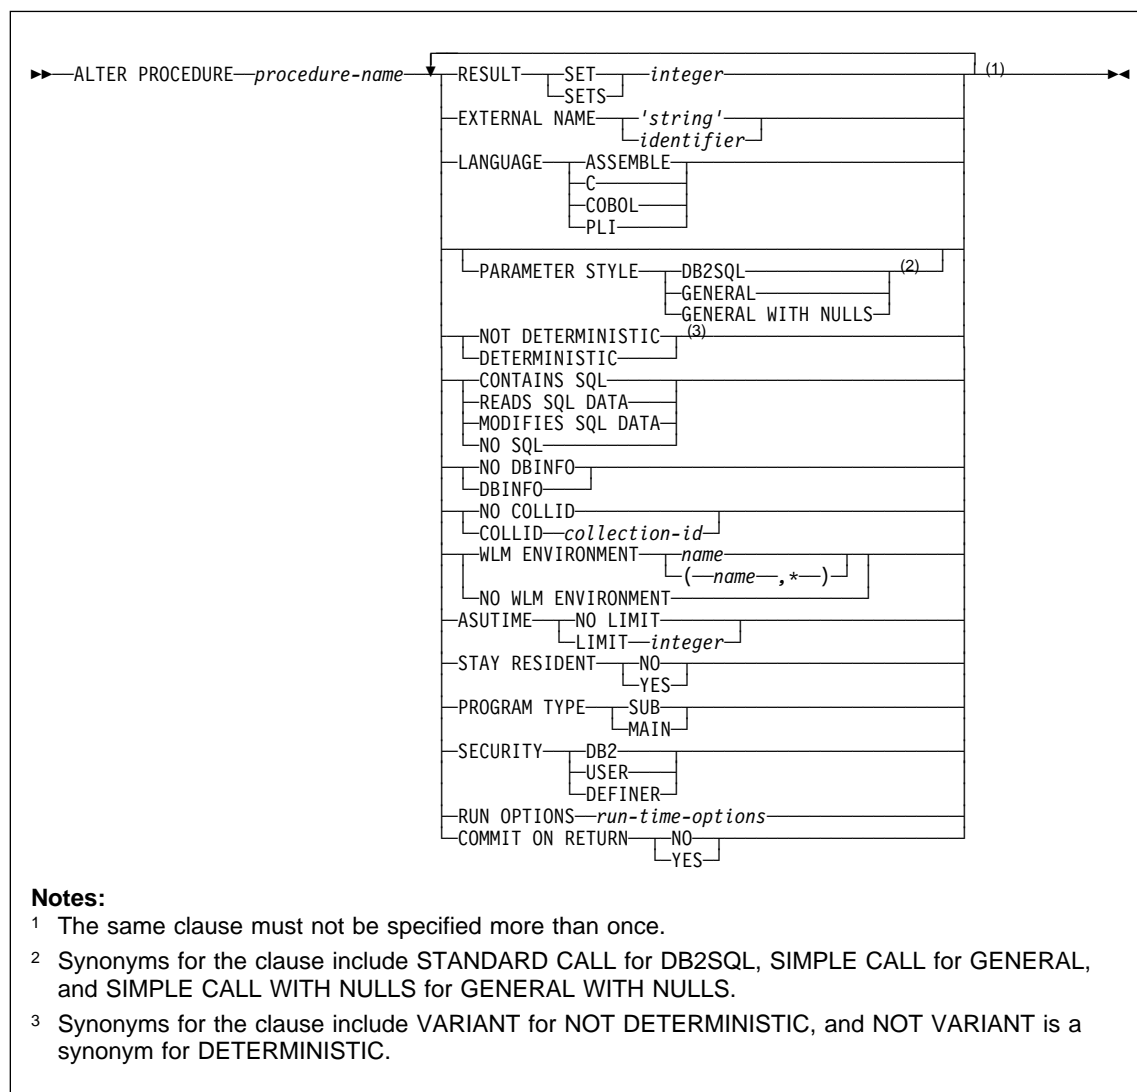 ALTER PROCEDURE procedure-name RESULT SET integer (1)
SETS
EXTERNAL NAME 'string'
identifier
LANGUAGE ASSEMBLE
C
COBOL
PLI
PARAMETER STYLE DB2SQL (2)
GENERAL
GENERAL WITH NULLS
NOT DETERMINISTIC (3)
DETERMINISTIC
CONTAINS SQL
READS SQL DATA
MODIFIES SQL DATA
NO SQL
NO DBINFO
DBINFO
NO COLLID
COLLID collection-id
WLM ENVIRONMENT name
( name ,* )
NO WLM ENVIRONMENT
ASUTIME NO LIMIT
LIMIT integer
STAY RESIDENT NO
YES
PROGRAM TYPE SUB
MAIN
SECURITY DB2
USER
DEFINER
RUN OPTIONS run-time-options
COMMIT ON RETURN NO
YES
Notes:
1 The same clause must not be specified more than once.
2 Synonyms for the clause include STANDARD CALL for DB2SQL, SIMPLE CALL for GENERAL,
and SIMPLE CALL WITH NULLS for GENERAL WITH NULLS.
3 Synonyms for the clause include VARIANT for NOT DETERMINISTIC, and NOT VARIANT is a
synonym for DETERMINISTIC.